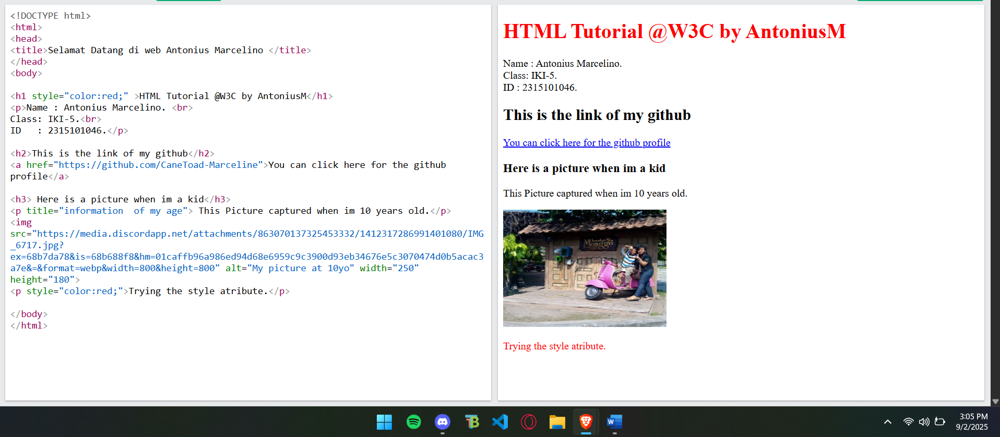 <!DOCTYPE html>
<html>
<head>
<title>Selamat Datang di web Antonius Marcelino </title>
</head>
<body>
<h1 style="color:red;" >HTML Tutorial @W3C by AntoniusM</h1>
<p>Name : Antonius Marcelino. <br>
Class: IKI-5.<br>
ID   : 2315101046.</p>
<h2>This is the link of my github</h2>
<a href="https://github.com/CaneToad-Marceline">You can click here for the github
profile</a>
<h3> Here is a picture when im a kid</h3>
<p title="information  of my age"> This Picture captured when im 10 years old.</p>
<img
src="https://media.discordapp.net/attachments/863070137325453332/1412317286991401080/IMG
_6717.jpg?
ex=68b7da78&is=68b688f8&hm=01caffb96a986ed94d68e6959c9c3900d93eb34676e5c3070474d0b5acac3
a7e&=&format=webp&width=800&height=800" alt="My picture at 10yo" width="250"
height="180">
<p style="color:red;">Trying the style atribute.</p>
</body>
</html>
HTML Tutorial @W3C by AntoniusM
Name : Antonius Marcelino.
Class: IKI-5.
ID : 2315101046.
This is the link of my github
You can click here for the github profile
Here is a picture when im a kid
This Picture captured when im 10 years old.
Monggo
Trying the style atribute.
3:05 PM
9/2/2025